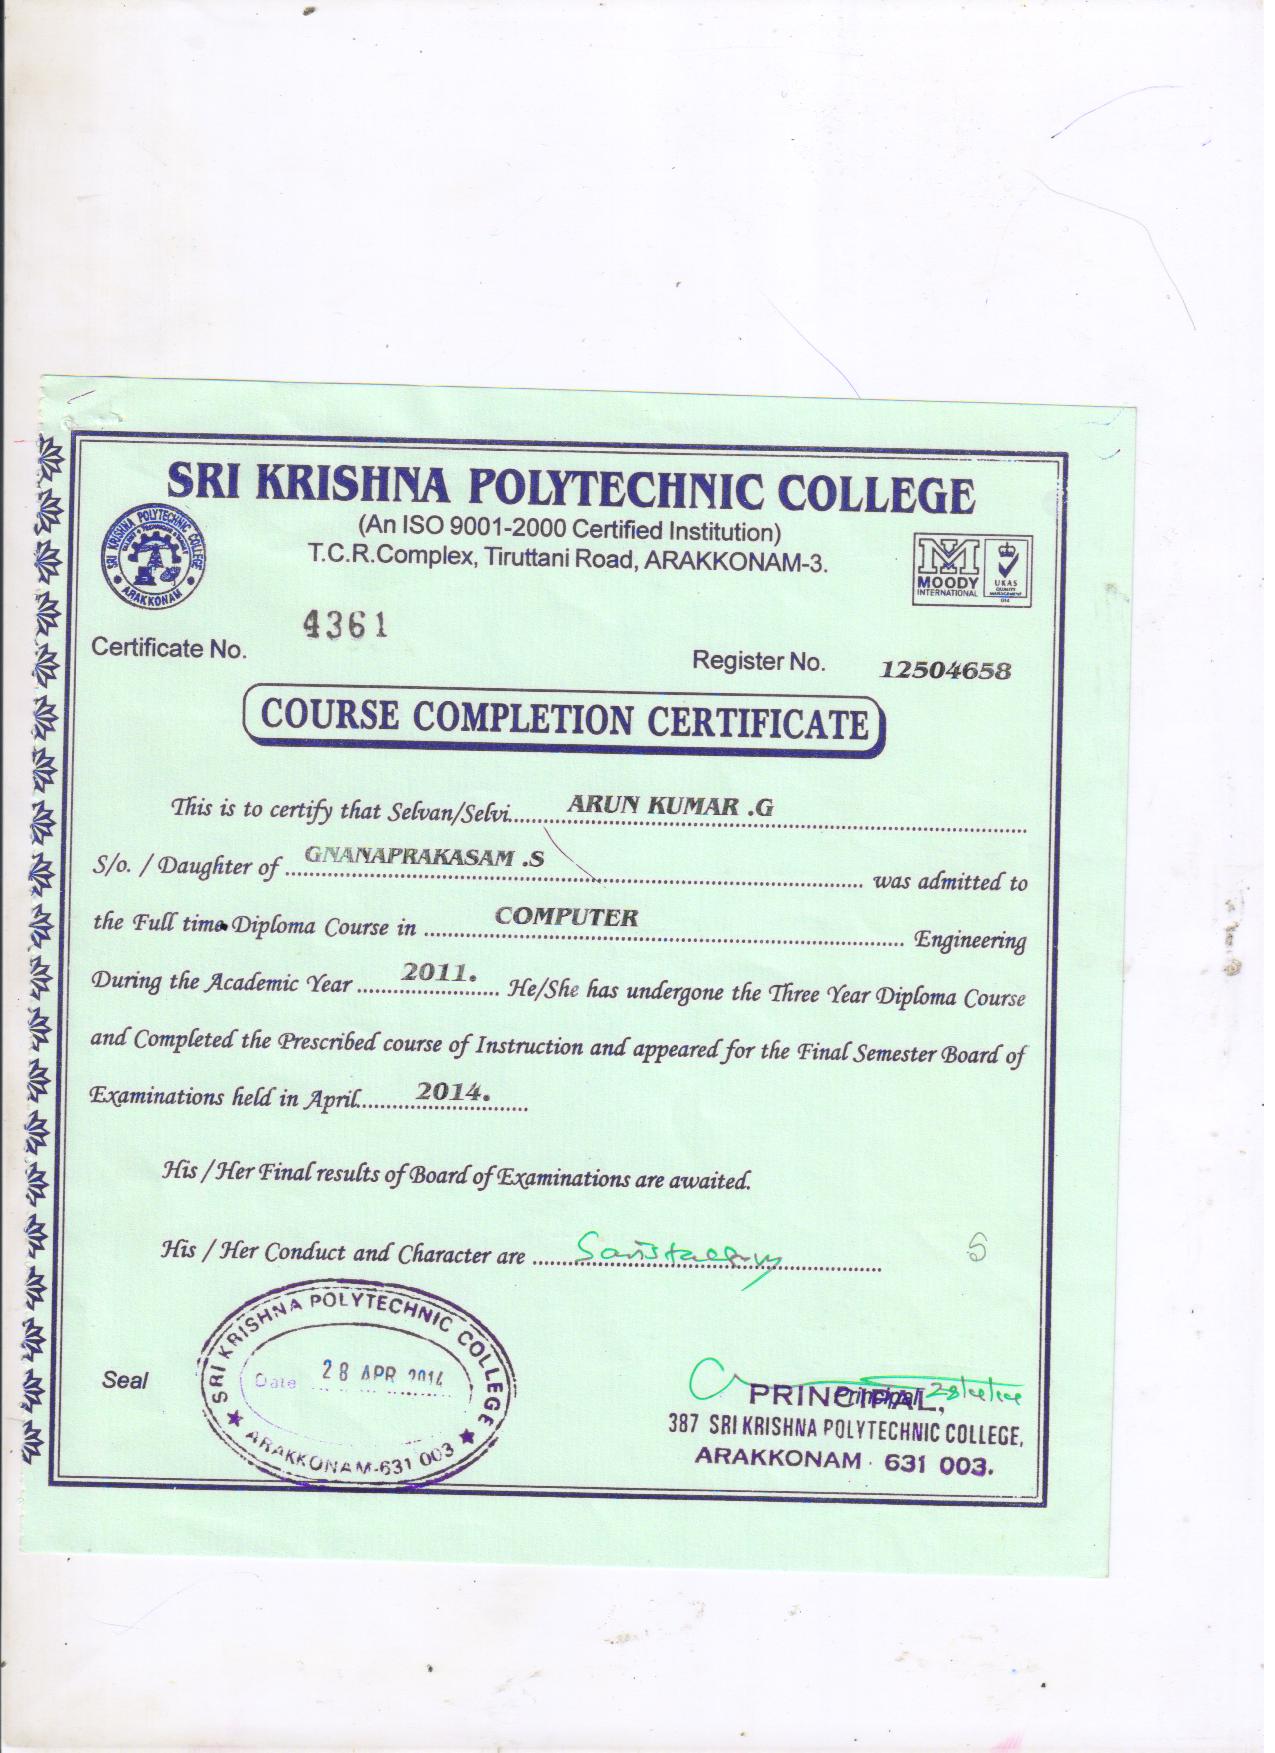 SRI KRISHNA POLYTECHNIC COLLEGE
(An ISO 9001-2000 Certified Institution)
T.C.R.Complex, Tiruttani Road, ARAKKONAM-3.
SRI KRISHNA POLYTECHNIC COLLEGE
ARAKKONAM
MOODY
INTERNATIONAL
UKAS
QUALITY
MANAGEMENT
014
Certificate No. 4361
Register No. 12504658
COURSE COMPLETION CERTIFICATE
This is to certify that Selvan/Selvi ARUN KUMAR .G
S/o. / Daughter of GNANAPRAKASAM .S was admitted to
the Full time Diploma Course in COMPUTER Engineering
During the Academic Year 2011. He/She has undergone the Three Year Diploma Course
and Completed the Prescribed course of Instruction and appeared for the Final Semester Board of
Examinations held in April 2014.
His / Her Final results of Board of Examinations are awaited.
His / Her Conduct and Character are
S
Seal
SRI KRISHNA POLYTECHNIC COLLEGE
Date 28 APR 2014
ARAKKONAM-631 003
Principal
PRINCIPAL,
387 SRI KRISHNA POLYTECHNIC COLLEGE,
ARAKKONAM - 631 003.